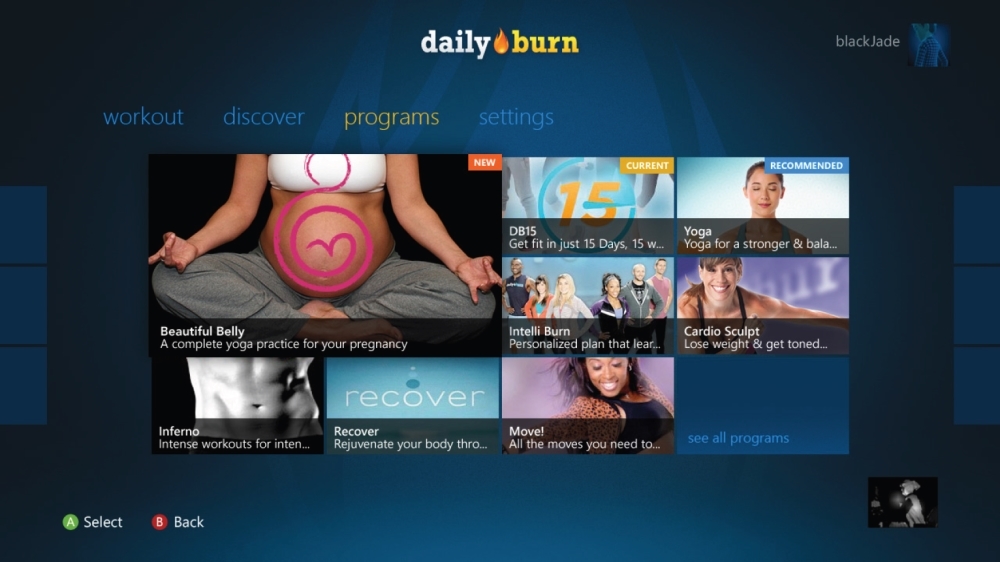 daily burn
blackJade
workout discover programs settings
NEW
Beautiful Belly
A complete yoga practice for your pregnancy
CURRENT
15
DB15
Get fit in just 15 Days, 15 w...
RECOMMENDED
Yoga
Yoga for a stronger & bala...
Intelli Burn
Personalized plan that lear...
Cardio Sculpt
Lose weight & get toned...
Inferno
Intense workouts for inten...
recover
Recover
Rejuvenate your body thro...
Move!
All the moves you need to...
see all programs
A Select
B Back